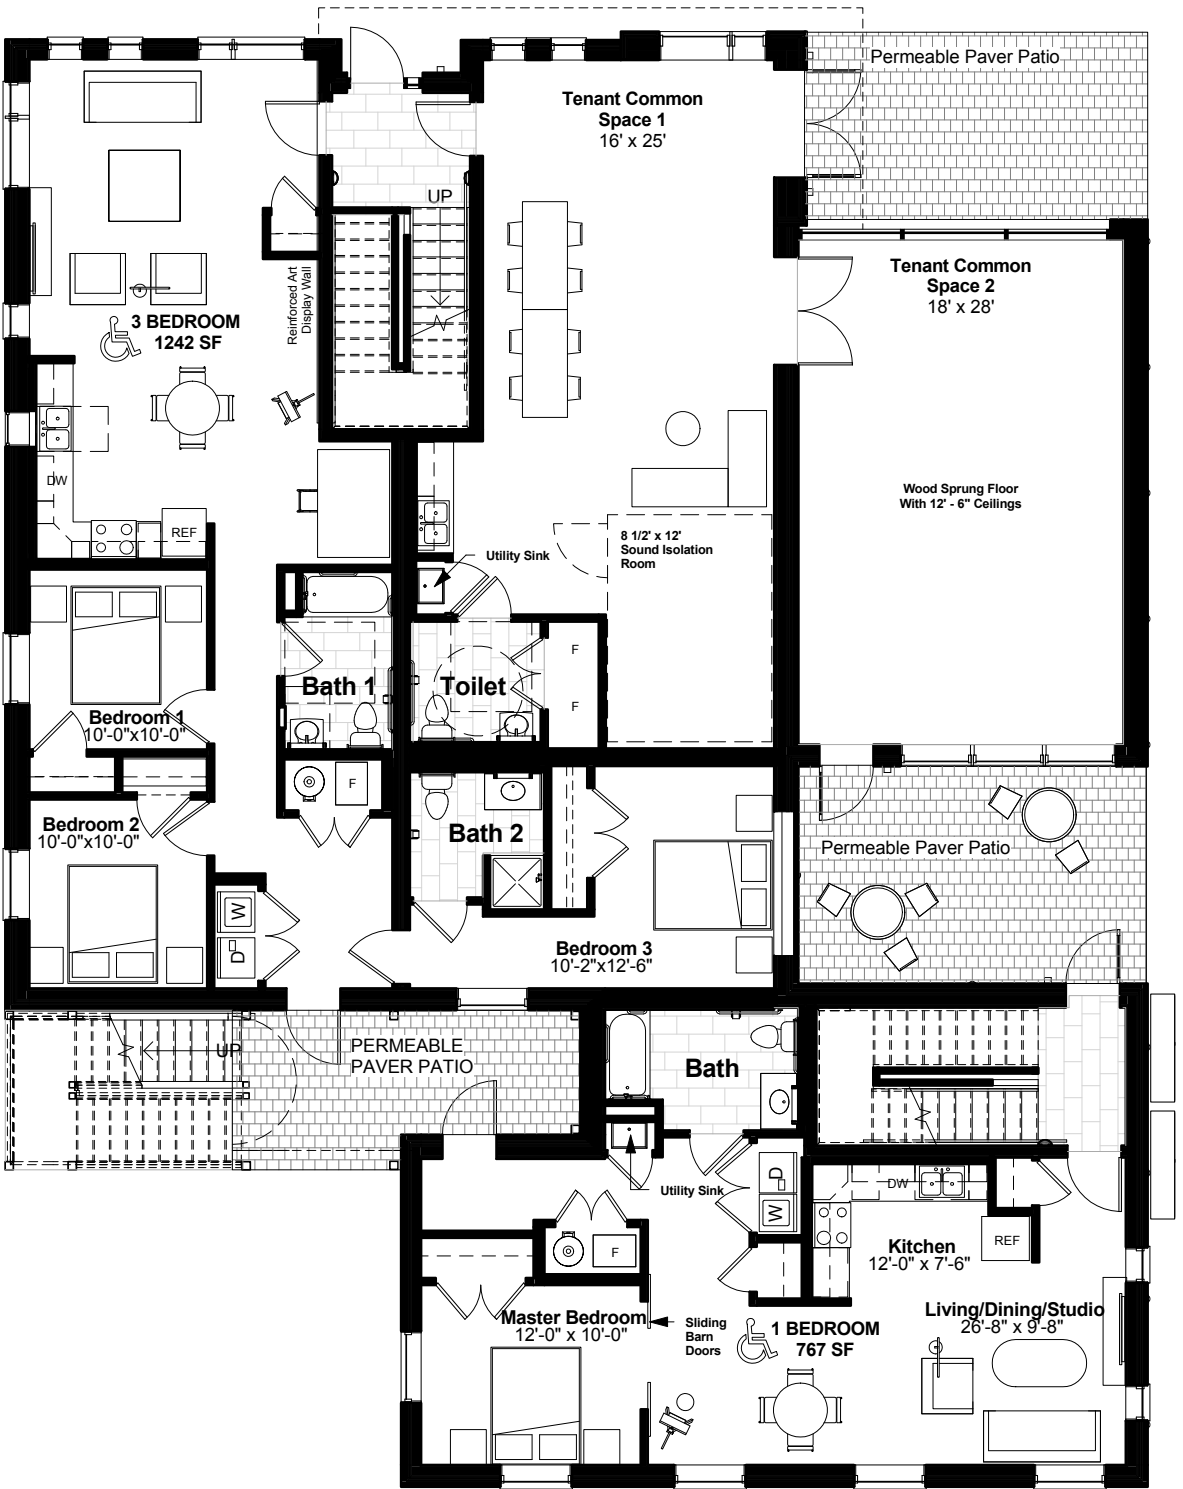 Permeable Paver Patio
Tenant Common
Space 1
16' x 25'
UP
Tenant Common
Space 2
18' x 28'
Reinforced Art
Display Wall
3 BEDROOM
1242 SF
DW
REF
Wood Sprung Floor
With 12' - 6" Ceilings
8 1/2' x 12'
Sound Isolation
Room
Utility Sink
F
F
Bath 1
Toilet
Bedroom 1
10'-0"x10'-0"
F
Bedroom 2
10'-0"x10'-0"
Bath 2
Permeable Paver Patio
W
D
Bedroom 3
10'-2"x12'-6"
UP
PERMEABLE
PAVER PATIO
Bath
Utility Sink
D
W
DW
F
REF
Kitchen
12'-0" x 7'-6"
Master Bedroom
12'-0" x 10'-0"
Sliding
Barn
Doors
1 BEDROOM
767 SF
Living/Dining/Studio
26'-8" x 9'-8"